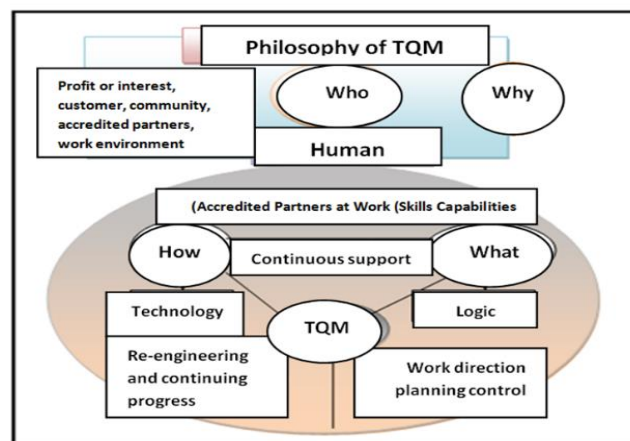 Philosophy of TQM
Profit or interest,
customer, community,
accredited partners,
work environment
Who
Why
Human
(Accredited Partners at Work (Skills Capabilities
How
Continuous support
What
Technology
TQM
Logic
Re-engineering
and continuing
progress
Work direction
planning control